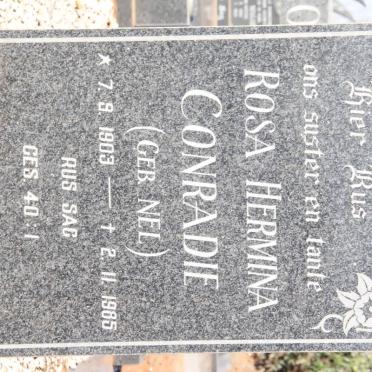 Hier Rus
ons suster en tante
ROSA HERMINA
CONRADIE
(GEB. NEL)
* 7.9.1903 — † 2.11.1985
RUS SAG
GES. 40:1